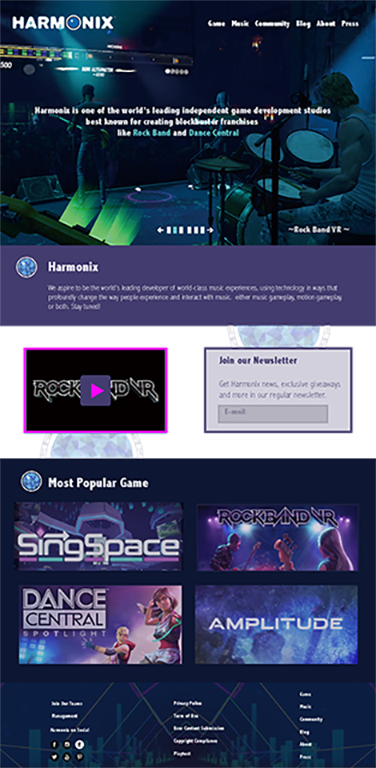 HARMONIX
Game Music Community Blog About Press
500
Harmonix is one of the world's leading independent game development studios
best known for creating blockbuster franchises
like Rock Band and Dance Central
~Rock Band VR ~
Harmonix
We aspire to be the world's leading developer of world-class music experiences, using technology in ways that
profoundly change the way people experience and interact with music. either music gameplay, motion gameplay
or both. Stay tuned!
ROCKBAND VR
Join our Newsletter
Get Harmonix news, exclusive giveaways
and more in our regular newsletter.
E-mail
Most Popular Game
SingSpace
ROCKBAND VR
DANCE
CENTRAL
SPOTLIGHT
AMPLITUDE
Join Our Teams
Management
Harmonix on Social
Privacy Police
Term of Use
User Content Submission
Copyright Compliance
Playtest
Game
Music
Community
Blog
About
Press